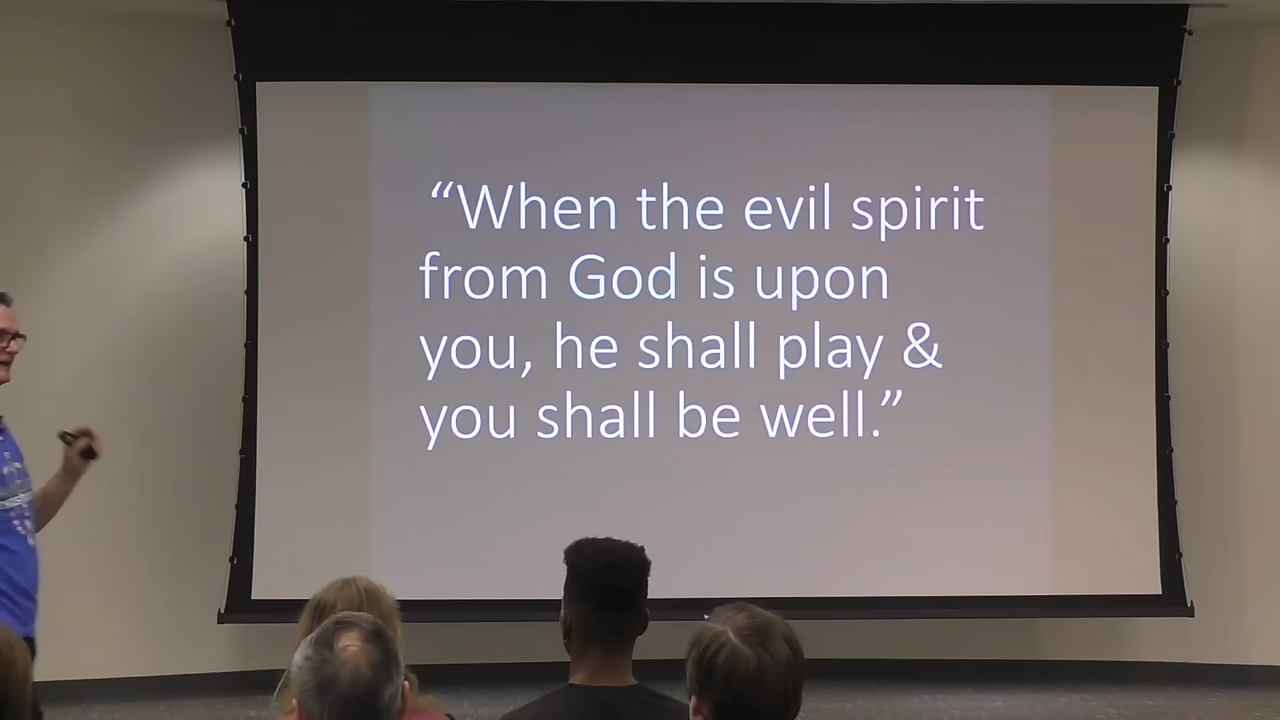 “When the evil spirit
from God is upon
you, he shall play &
you shall be well.”